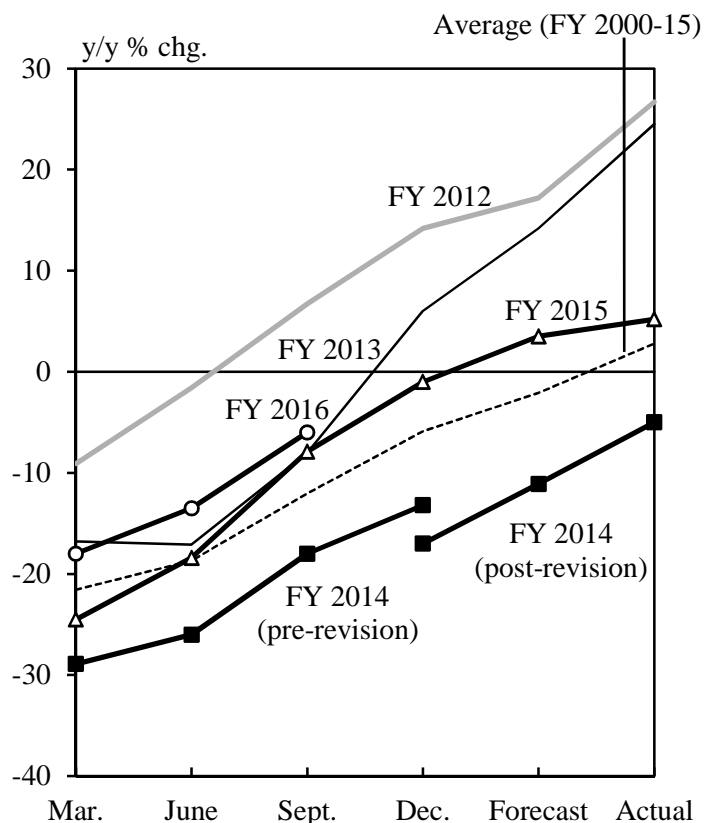 Average (FY 2000-15)
y/y % chg.
30
20
10
0
-10
-20
-30
-40
FY 2012
FY 2015
FY 2013
FY 2016
FY 2014
(post-revision)
FY 2014
(pre-revision)
Mar. June Sept. Dec. Forecast Actual